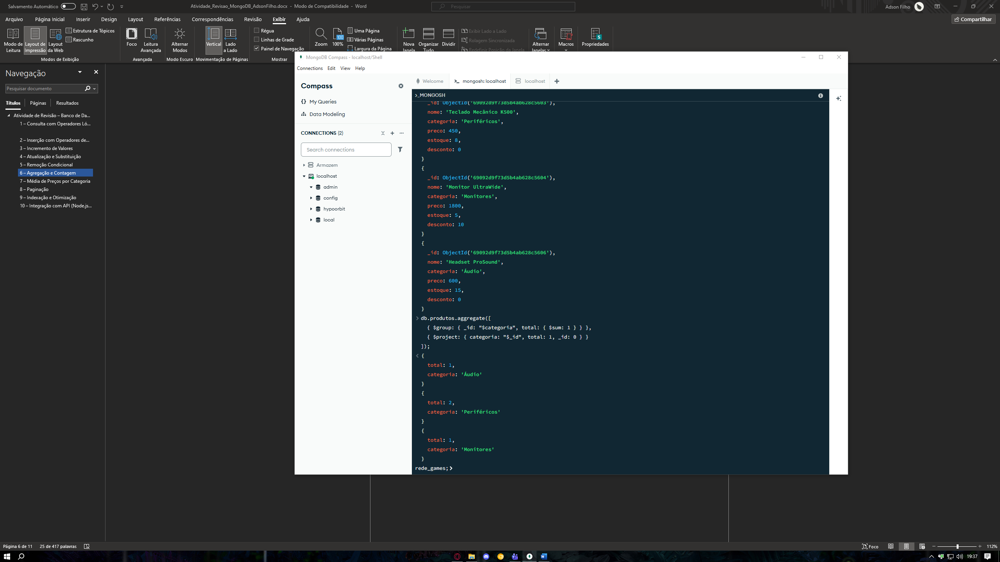 Salvamento Automático
Atividade_Revisao_MongoDB_AdsonFilho.docx - Modo de Compatibilidade - Word
Pesquisar
Adson Filho
Arquivo Página Inicial Inserir Design Layout Referências Correspondências Revisão Exibir Ajuda
Compartilhar
Modo de Leitura
Layout de Impressão
Layout da Web
Estrutura de Tópicos
Rascunho
Modos de Exibição
Foco
Leitura Avançada
Avançada
Alternar Modos
Modo Escuro
Vertical
Lado a Lado
Movimentação de Páginas
Régua
Linhas de Grade
Painel de Navegação
Mostrar
Zoom
100
100%
Uma Página
Várias Páginas
Largura da Página
Nova Janela
Organizar Tudo
Dividir
Exibir Lado a Lado
Rolagem Sincronizada
Redefinir Posição da Janela
Alternar Janelas
Macros
S
Propriedades
Navegação
Pesquisar documento
Títulos Páginas Resultados
Atividade de Revisão – Banco de Da...
1 – Consulta com Operadores Ló...
2 – Inserção com Operadores de...
3 – Incremento de Valores
4 – Atualização e Substituição
5 – Remoção Condicional
6 – Agregação e Contagem
7 – Média de Preços por Categoria
8 – Paginação
9 – Indexação e Otimização
10 – Integração com API (Node.js...
MongoDB Compass - localhost/Shell
Connections Edit View Help
Compass
My Queries
Data Modeling
CONNECTIONS (2)
Search connections
Armazem
localhost
admin
config
hypoorbit
local
Welcome
mongosh: localhost
localhost
>_MONGOSH
_id: ObjectId('69092d9f73d5b4ab628c5603'),
nome: 'Teclado Mecânico K500',
categoria: 'Periféricos',
preco: 450,
estoque: 8,
desconto: 0
}
{
_id: ObjectId('69092d9f73d5b4ab628c5604'),
nome: 'Monitor UltraWide',
categoria: 'Monitores',
preco: 1800,
estoque: 5,
desconto: 10
}
{
_id: ObjectId('69092d9f73d5b4ab628c5606'),
nome: 'Headset ProSound',
categoria: 'Áudio',
preco: 600,
estoque: 15,
desconto: 0
}
> db.produtos.aggregate([
{ $group: { _id: "$categoria", total: { $sum: 1 } } },
{ $project: { categoria: "$_id", total: 1, _id: 0 } }
]);
< {
total: 1,
categoria: 'Áudio'
}
{
total: 2,
categoria: 'Periféricos'
}
{
total: 1,
categoria: 'Monitores'
}
rede_games;>
Página 6 de 11
25 de 417 palavras
Foco
112%
19:37